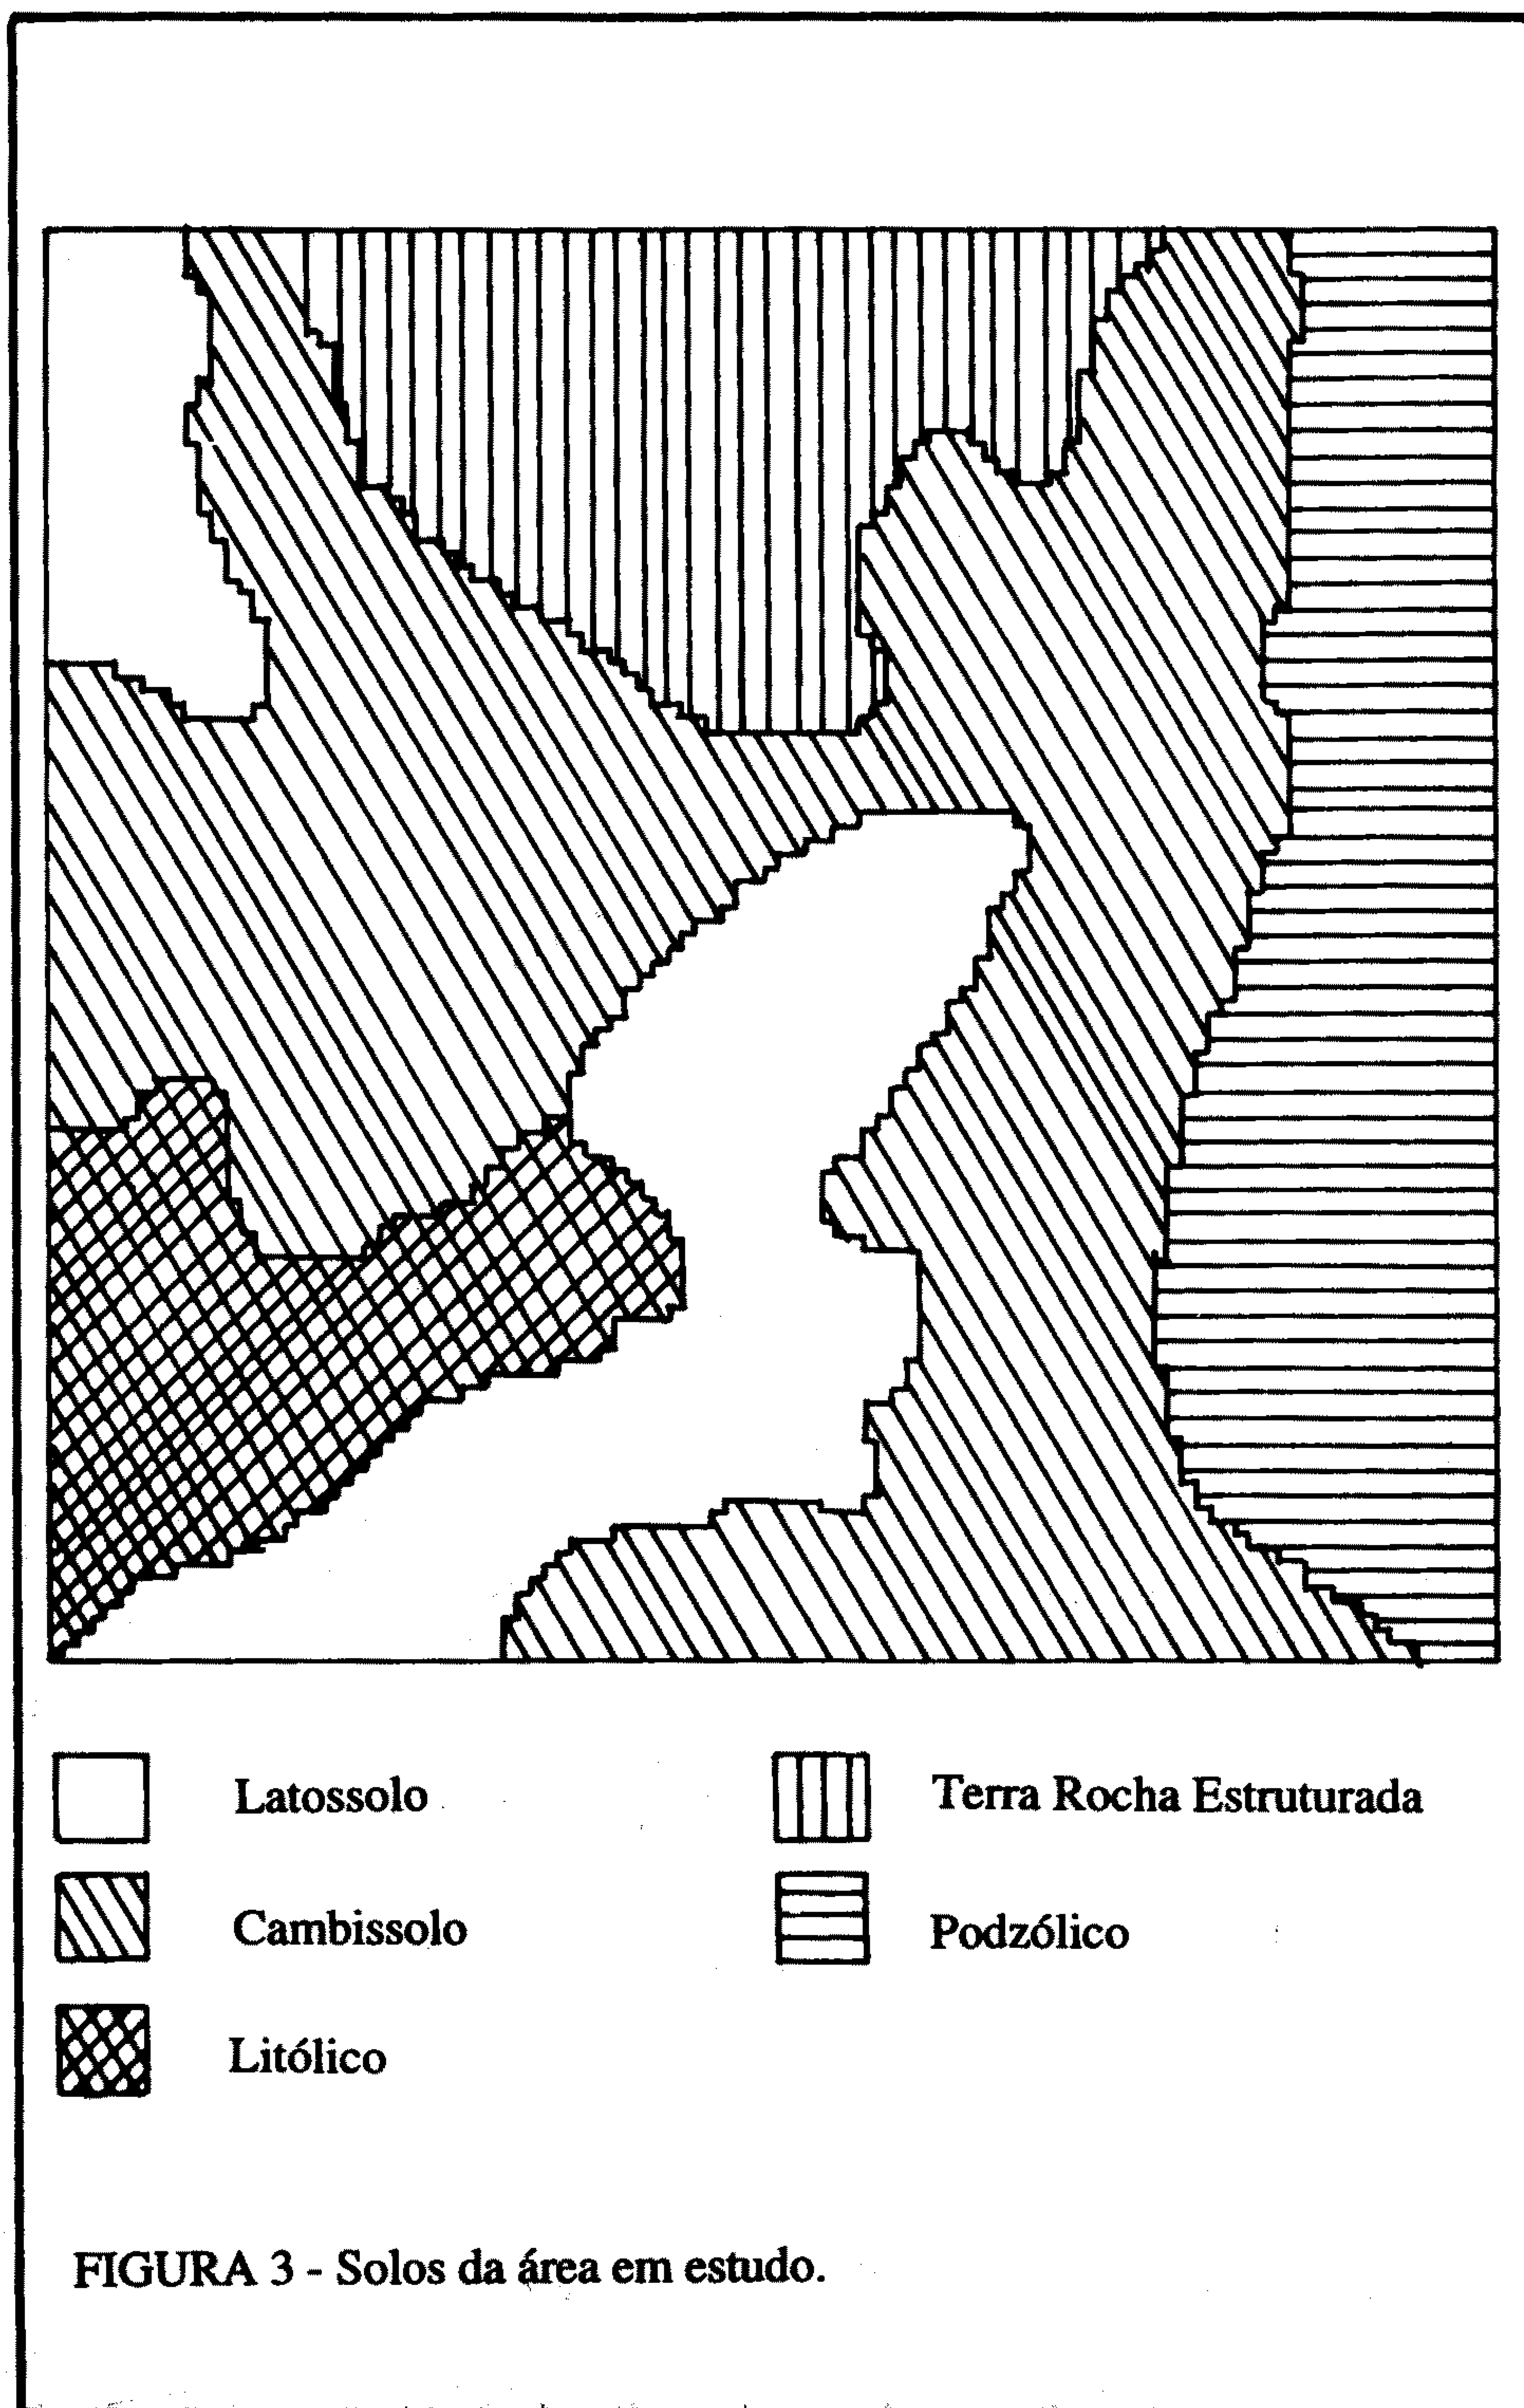 Latossolo
Terra Rocha Estruturada
Cambissolo
Podzólico
Litólico
FIGURA 3 - Solos da área em estudo.